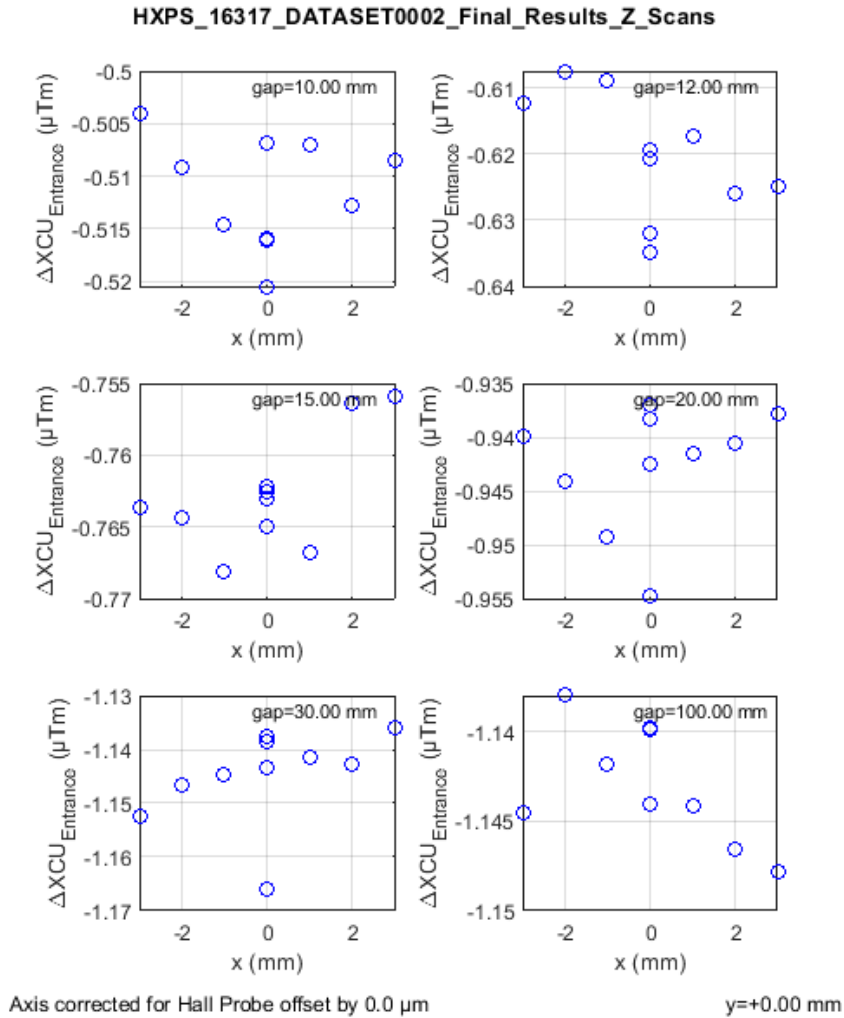 HXPS_16317_DATASET0002_Final_Results_Z_Scans
ΔXCU_Entrance (μTm)
-0.5
-0.505
-0.51
-0.515
-0.52
gap=10.00 mm
-2 0 2
x (mm)
ΔXCU_Entrance (μTm)
-0.61
-0.62
-0.63
-0.64
gap=12.00 mm
-2 0 2
x (mm)
ΔXCU_Entrance (μTm)
-0.755
-0.76
-0.765
-0.77
gap=15.00 mm
-2 0 2
x (mm)
ΔXCU_Entrance (μTm)
-0.935
-0.94
-0.945
-0.95
-0.955
gap=20.00 mm
-2 0 2
x (mm)
ΔXCU_Entrance (μTm)
-1.13
-1.14
-1.15
-1.16
-1.17
gap=30.00 mm
-2 0 2
x (mm)
ΔXCU_Entrance (μTm)
-1.14
-1.145
-1.15
gap=100.00 mm
-2 0 2
x (mm)
Axis corrected for Hall Probe offset by 0.0 μm
y=+0.00 mm